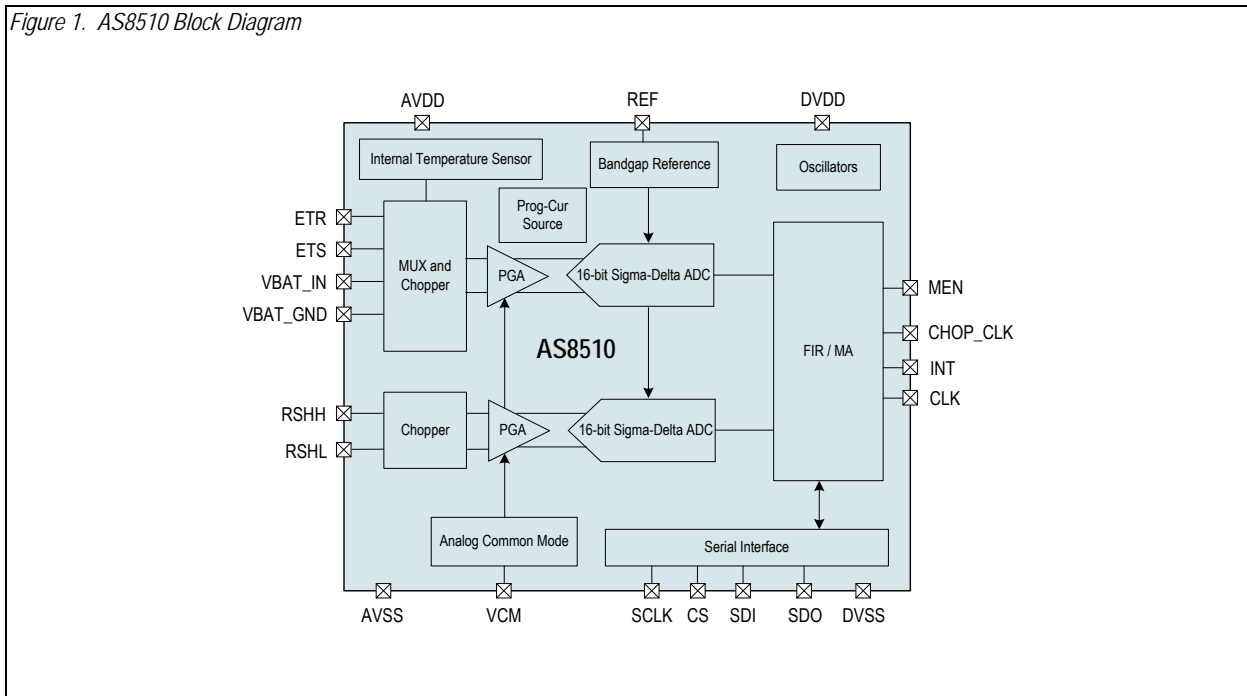 Figure 1. AS8510 Block Diagram
AVDD
REF
DVDD
Internal Temperature Sensor
Bandgap Reference
Oscillators
Prog-Cur
Source
ETR
ETS
VBAT_IN
VBAT_GND
MUX and
Chopper
PGA
16-bit Sigma-Delta ADC
AS8510
FIR / MA
MEN
CHOP_CLK
INT
CLK
RSHH
RSHL
Chopper
PGA
16-bit Sigma-Delta ADC
Analog Common Mode
Serial Interface
AVSS
VCM
SCLK
CS
SDI
SDO
DVSS